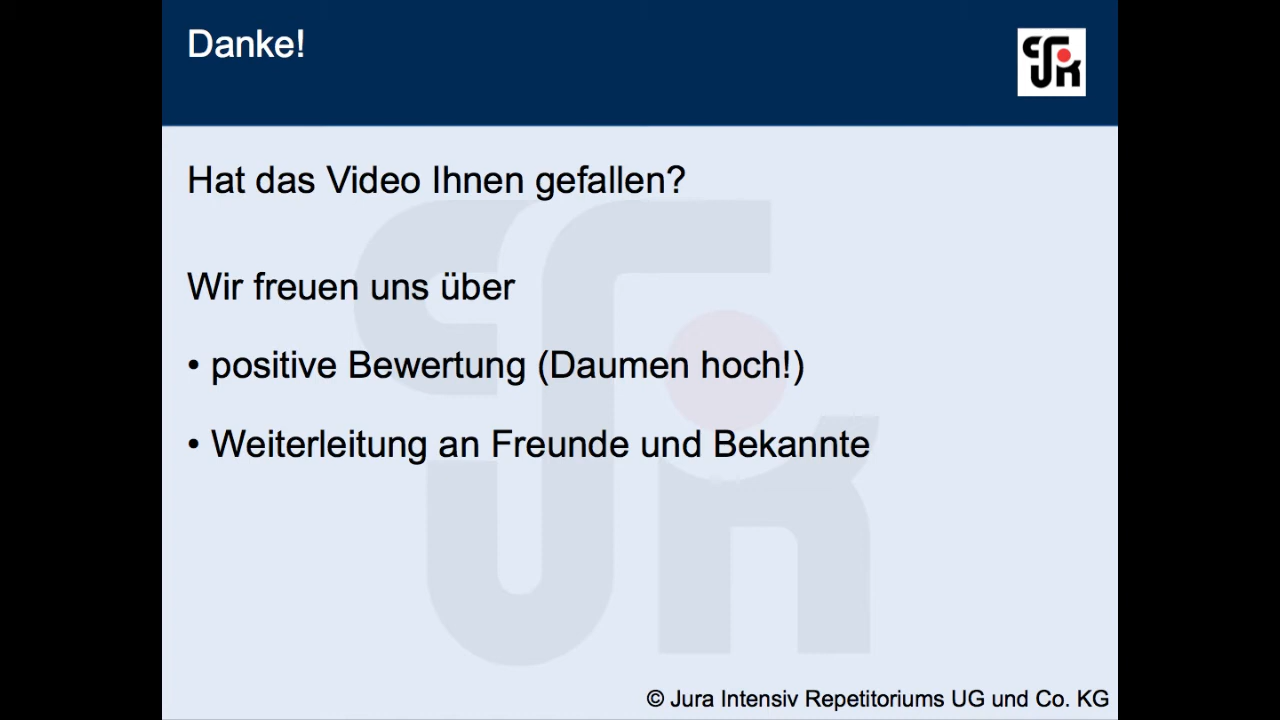 Danke!
Hat das Video Ihnen gefallen?
Wir freuen uns über
• positive Bewertung (Daumen hoch!)
• Weiterleitung an Freunde und Bekannte
© Jura Intensiv Repetitoriums UG und Co. KG